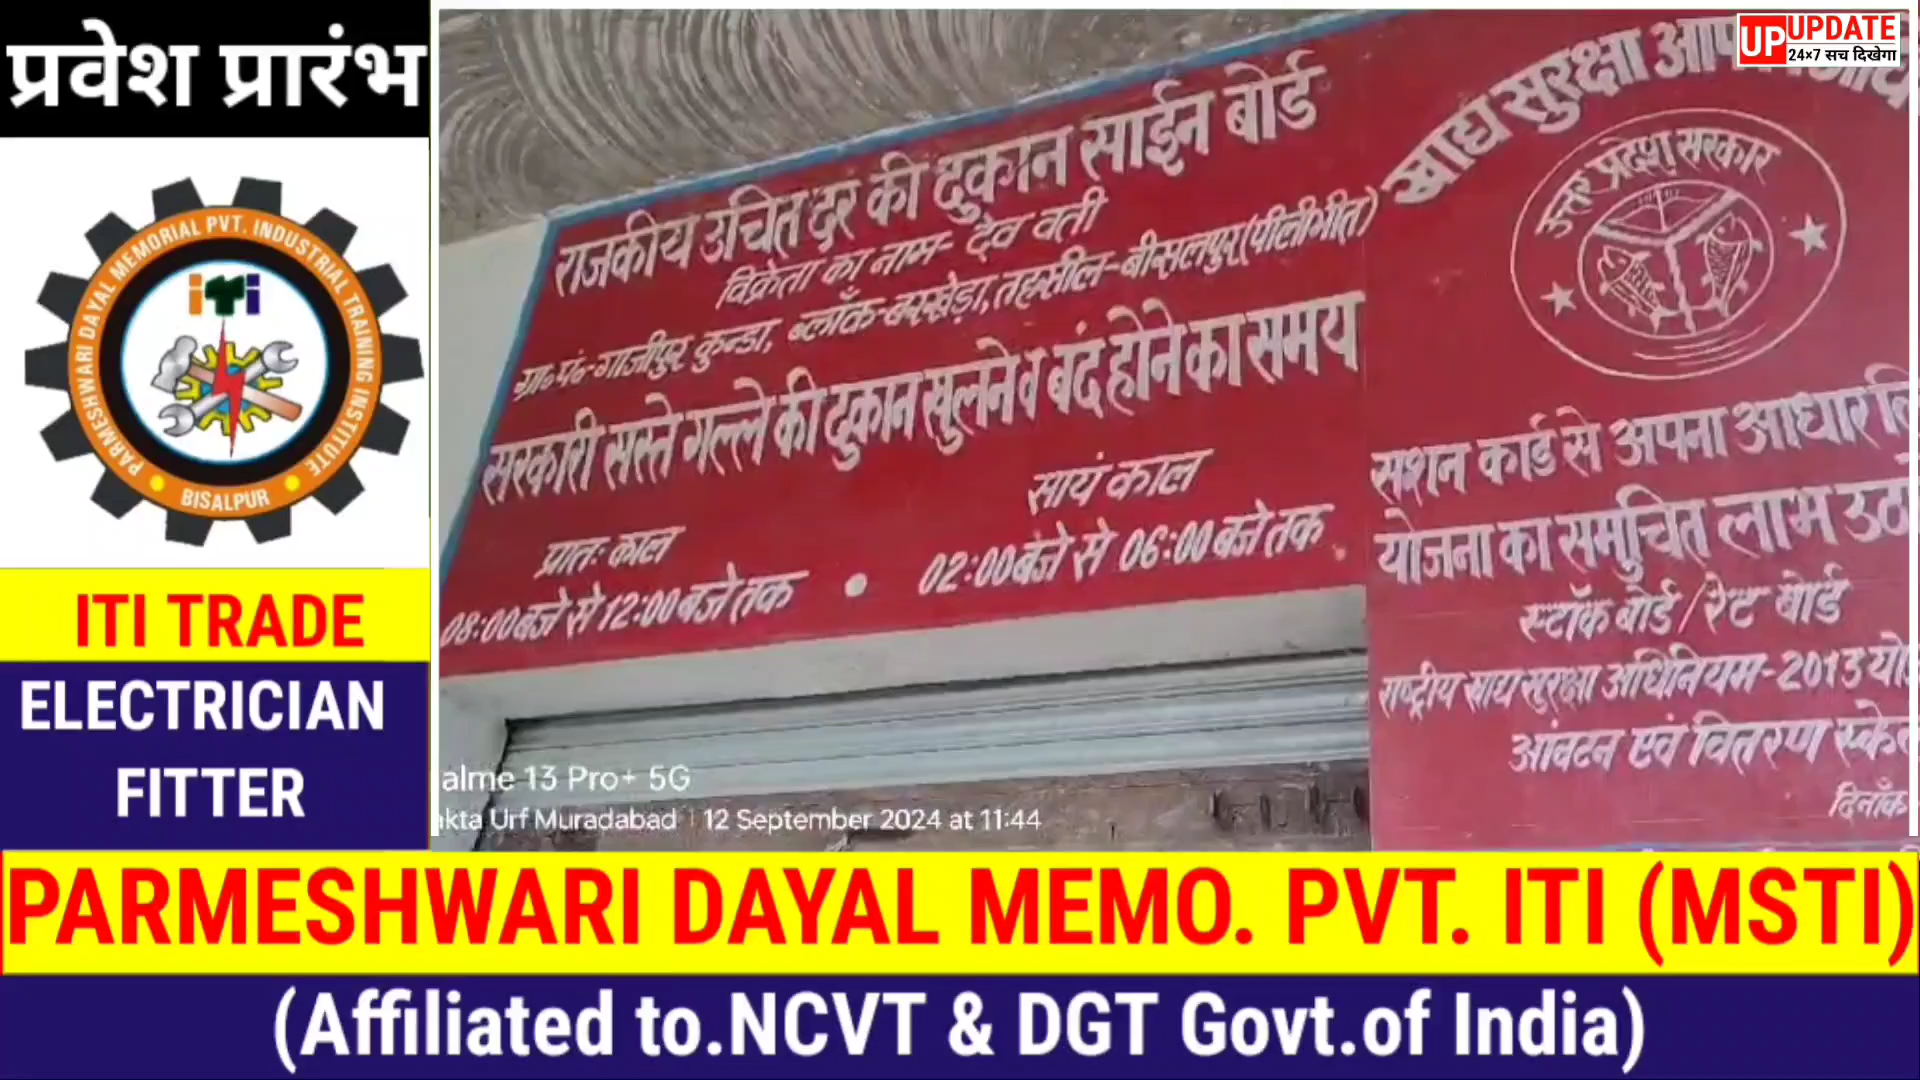 प्रवेश प्रारंभ
PARMESHWARI DAYAL MEMORIAL PVT. INDUSTRIAL TRAINING INSTITUTE
iTi
BISALPUR
ITI TRADE
ELECTRICIAN
FITTER
राजकीय उचित दर की दुकान साईन बोर्ड
विक्रेता का नाम- देव वती
ग्रा०पं०-गाजीपुर कुन्डा, ब्लॉक-बरखेड़ा, तहसील-बीसलपुर(पीलीभीत)
सरकारी सस्ते गल्ले की दुकान खुलने व बंद होने का समय
प्रातः काल
08:00बजे से 12:00बजे तक
सायं काल
02:00बजे से 06:00बजे तक
खाद्य सुरक्षा
उत्तर प्रदेश सरकार
राशन कार्ड से अपना आधार
योजना का समुचित लाभ
स्टॉक बोर्ड/रेट बोर्ड
राष्ट्रीय खाद्य सुरक्षा अधिनियम-2013
आंवटन एवं वितरण
दिनाँक
UP UPDATE
24×7 सच दिखेगा
alme 13 Pro+ 5G
akta Urf Muradabad | 12 September 2024 at 11:44
PARMESHWARI DAYAL MEMO. PVT. ITI (MSTI)
(Affiliated to.NCVT & DGT Govt.of India)